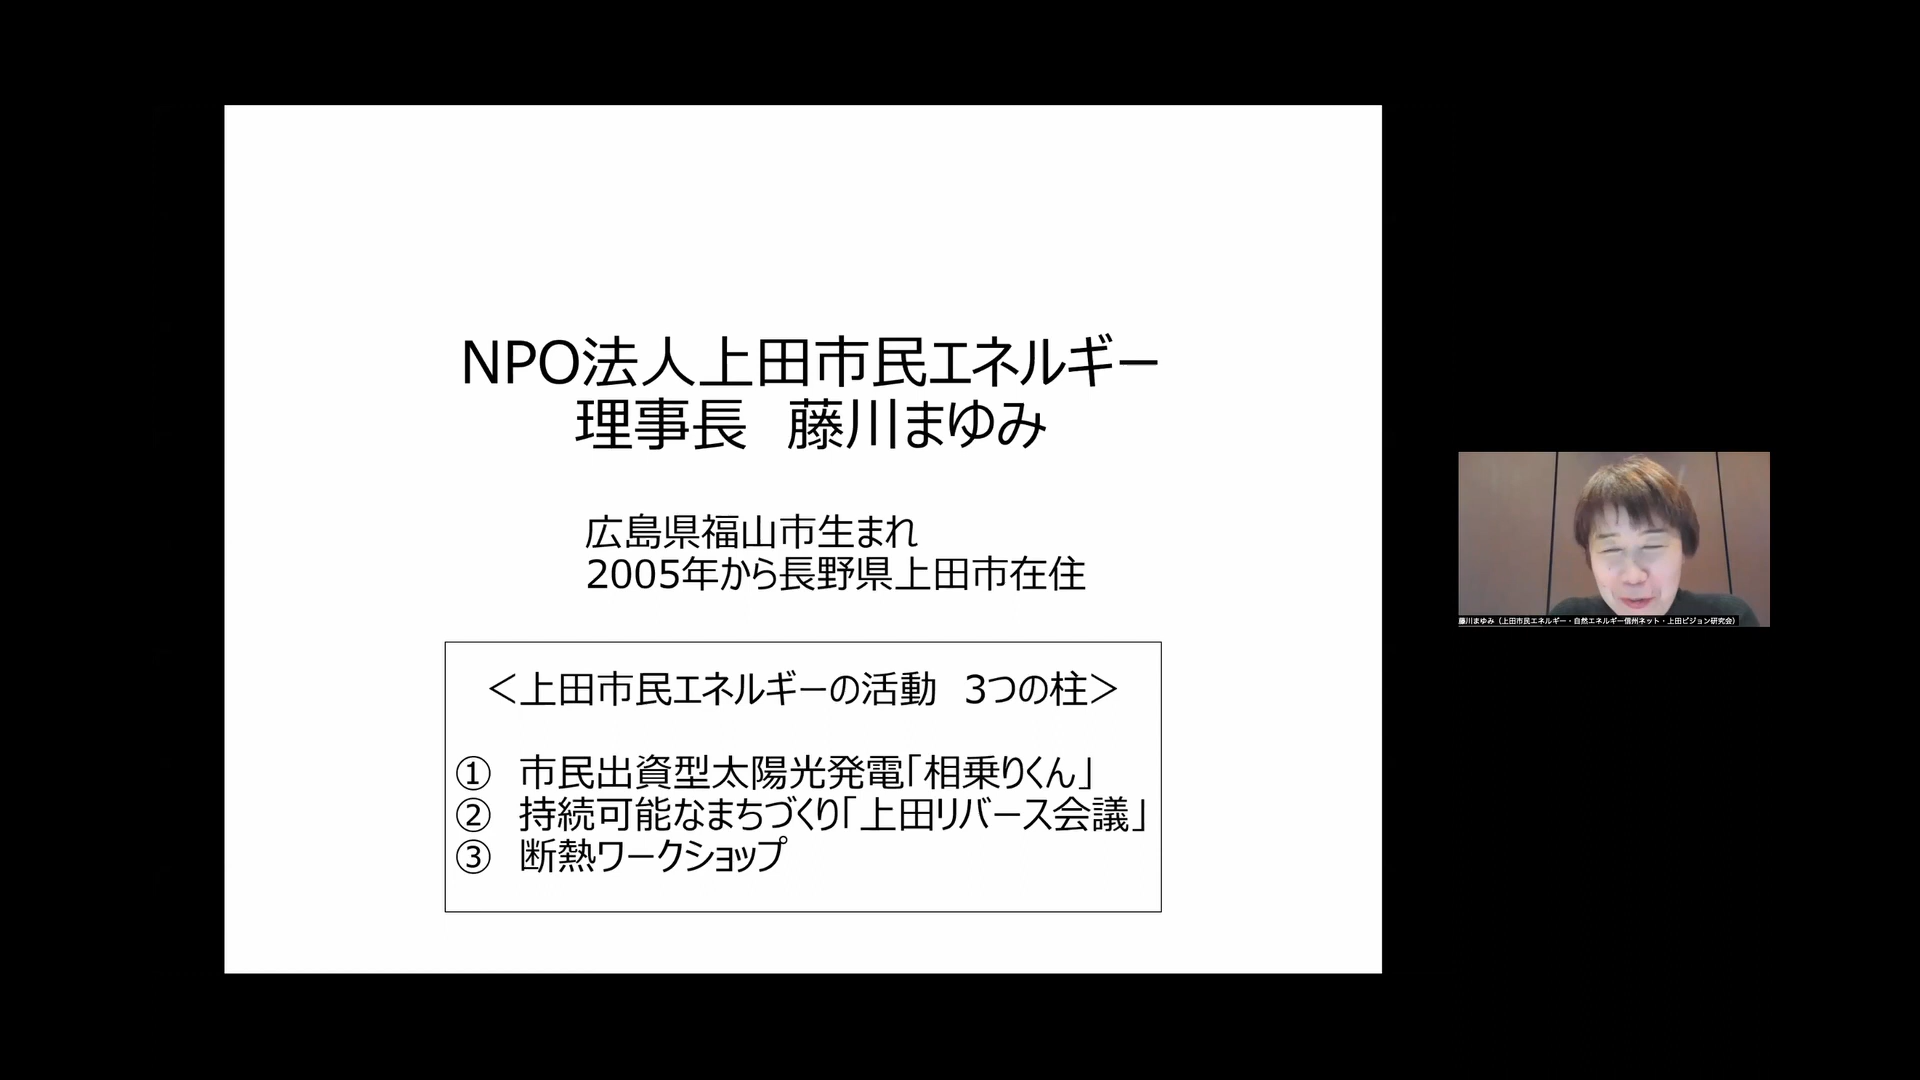 NPO法人上田市民エネルギー
理事長　藤川まゆみ
広島県福山市生まれ
2005年から長野県上田市在住
＜上田市民エネルギーの活動　3つの柱＞
①　市民出資型太陽光発電「相乗りくん」
②　持続可能なまちづくり「上田リバース会議」
③　断熱ワークショップ
藤川まゆみ（上田市民エネルギー・自然エネルギー信州ネット・上田ビジョン研究会）